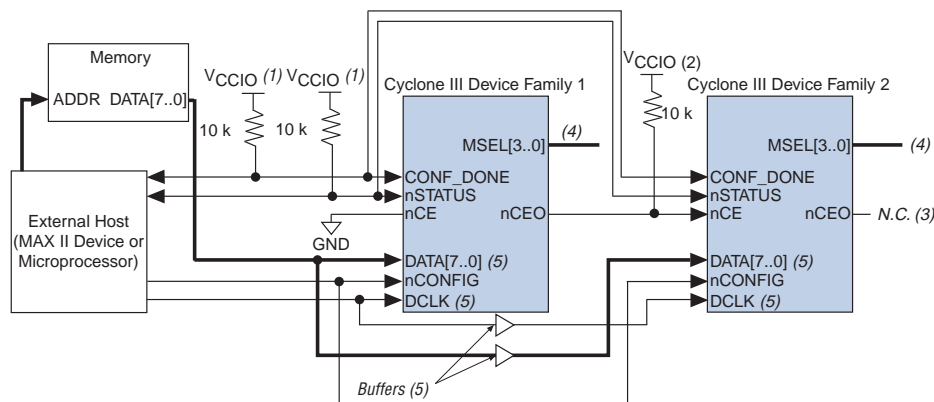 Memory
ADDR DATA[7..0]
VCCIO (1)
VCCIO (1)
10 k
10 k
Cyclone III Device Family 1
MSEL[3..0]
(4)
CONF_DONE
nSTATUS
nCE
nCEO
GND
DATA[7..0] (5)
nCONFIG
DCLK (5)
External Host
(MAX II Device or
Microprocessor)
VCCIO (2)
10 k
Cyclone III Device Family 2
MSEL[3..0]
(4)
CONF_DONE
nSTATUS
nCE
nCEO
N.C. (3)
DATA[7..0] (5)
nCONFIG
DCLK (5)
Buffers (5)